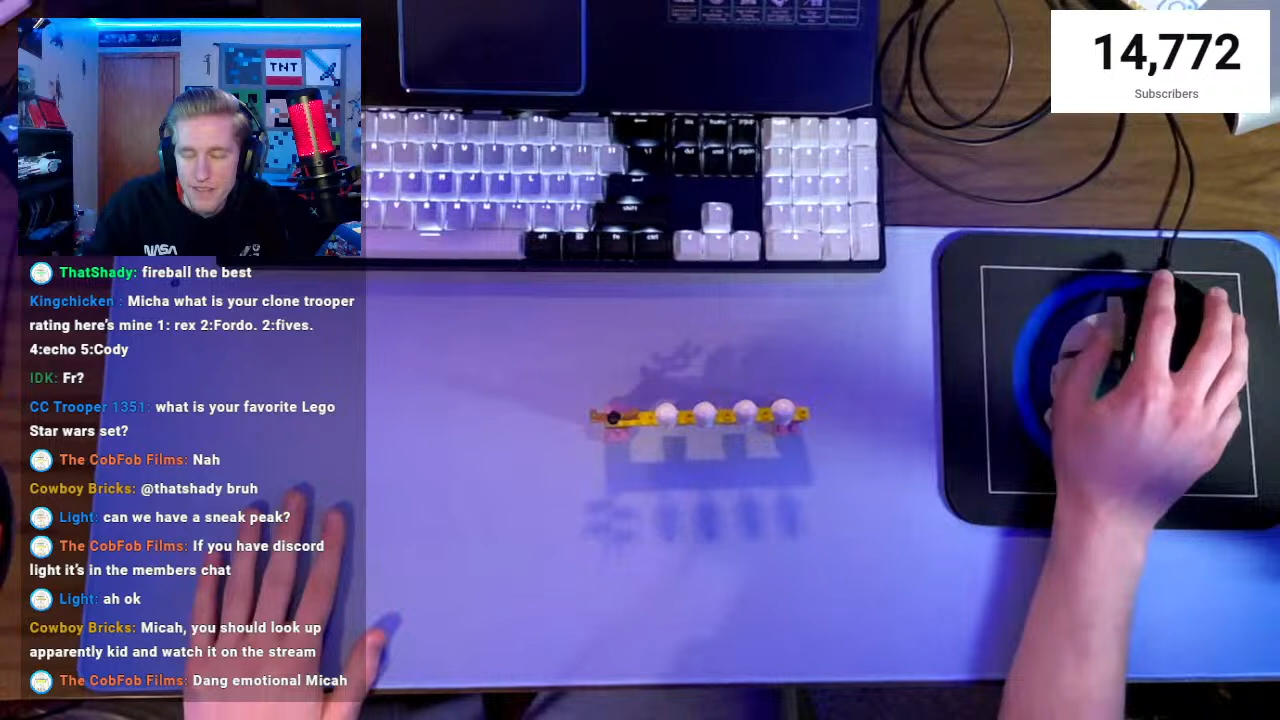 14,772
Subscribers
TNT
NASA
ThatShady: fireball the best
Kingchicken : Micha what is your clone trooper
rating here's mine 1: rex 2:Fordo. 2:fives.
4:echo 5:Cody
IDK: Fr?
CC Trooper 1351: what is your favorite Lego
Star wars set?
The CobFob Films: Nah
Cowboy Bricks: @thatshady bruh
Light: can we have a sneak peak?
The CobFob Films: If you have discord
light it's in the members chat
Light: ah ok
Cowboy Bricks: Micah, you should look up
apparently kid and watch it on the stream
The CobFob Films: Dang emotional Micah